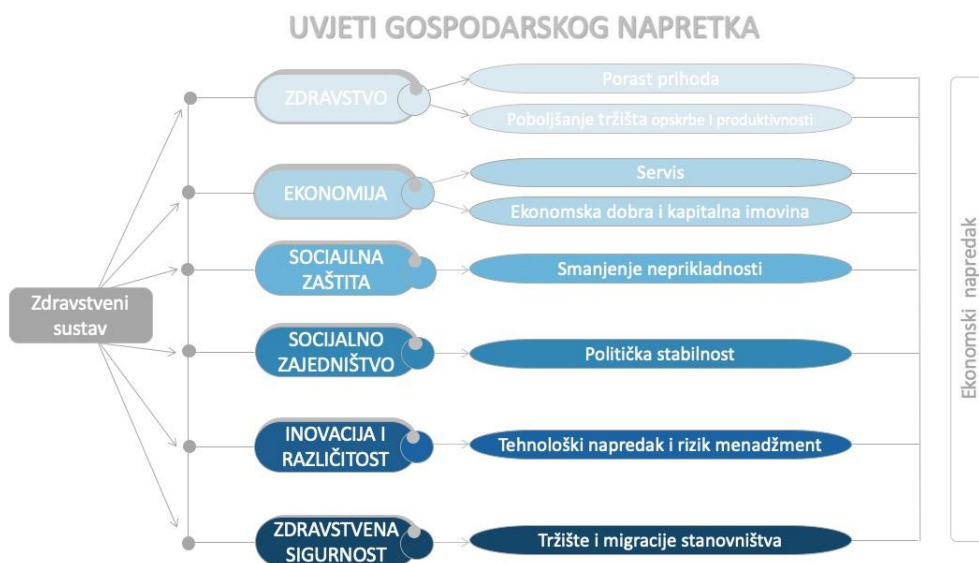 UVJETI GOSPODARSKOG NAPRETKA
Zdravstveni
sustav
ZDRAVSTVO
Porast prihoda
Poboljšanje tržišta opskrbe I produktivnosti
EKONOMIJA
Servis
Ekonomska dobra i kapitalna imovina
SOCIAJLNA
ZAŠTITA
Smanjenje neprikladnosti
SOCIJALNO
ZAJEDNIŠTVO
Politička stabilnost
INOVACIJA I
RAZLIČITOST
Tehnološki napredak i rizik menadžment
ZDRAVSTVENA
SIGURNOST
Tržište i migracije stanovništva
Ekonomski napredak